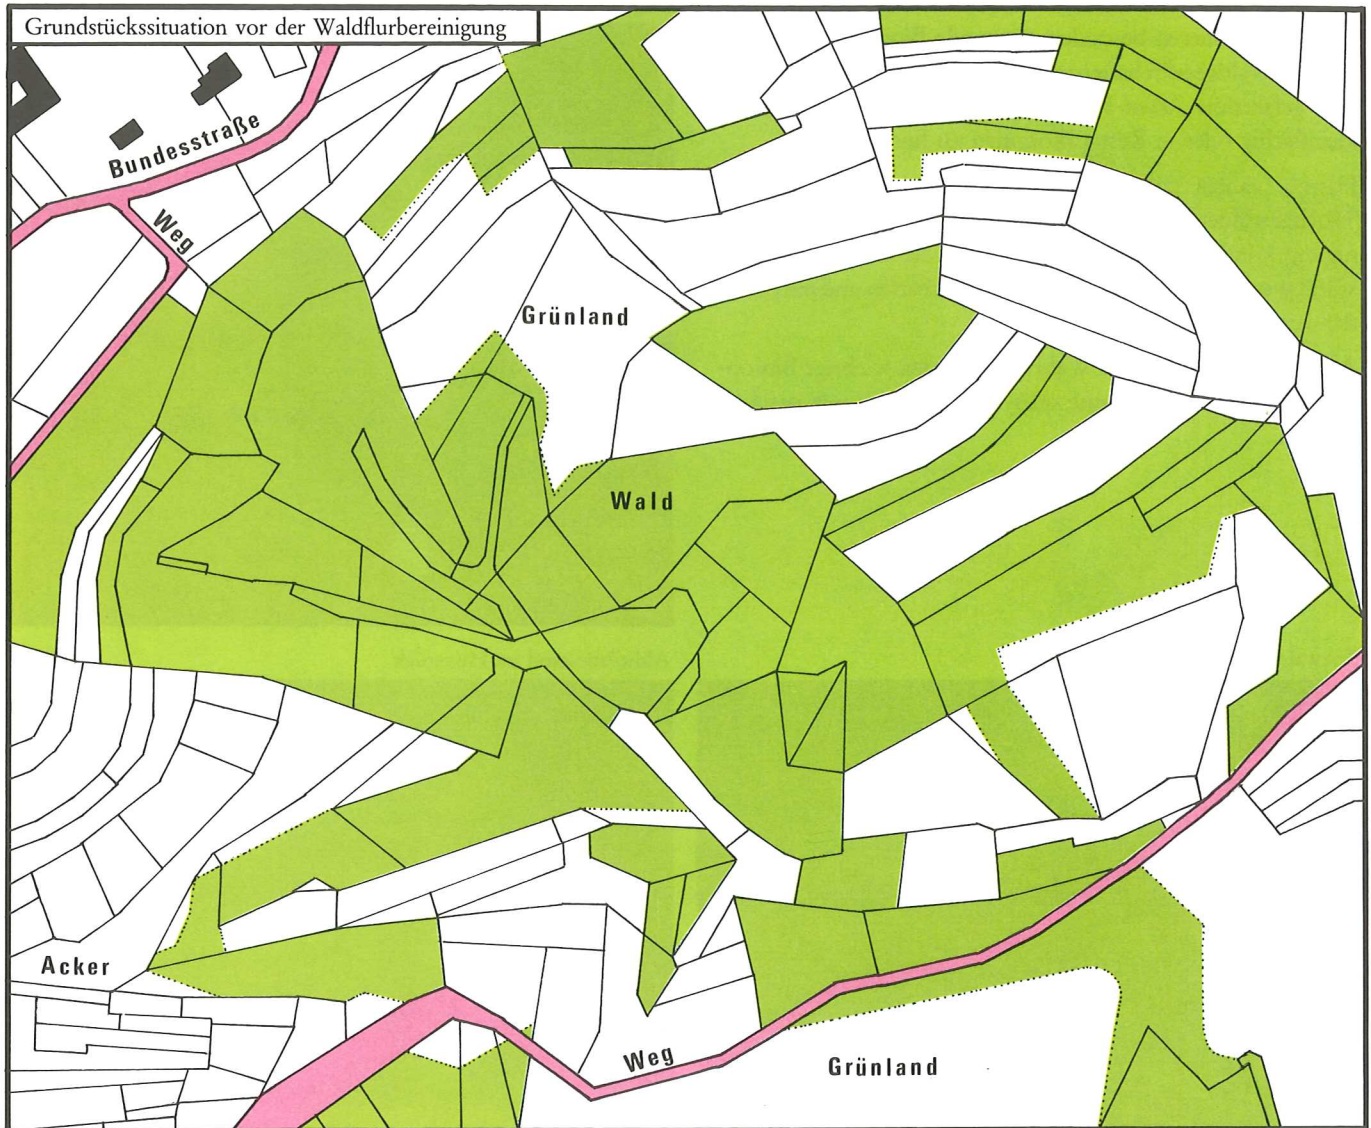 Grundstückssituation vor der Waldflurbereinigung
Bundesstraße
Weg
Grünland
Wald
Acker
Weg
Grünland